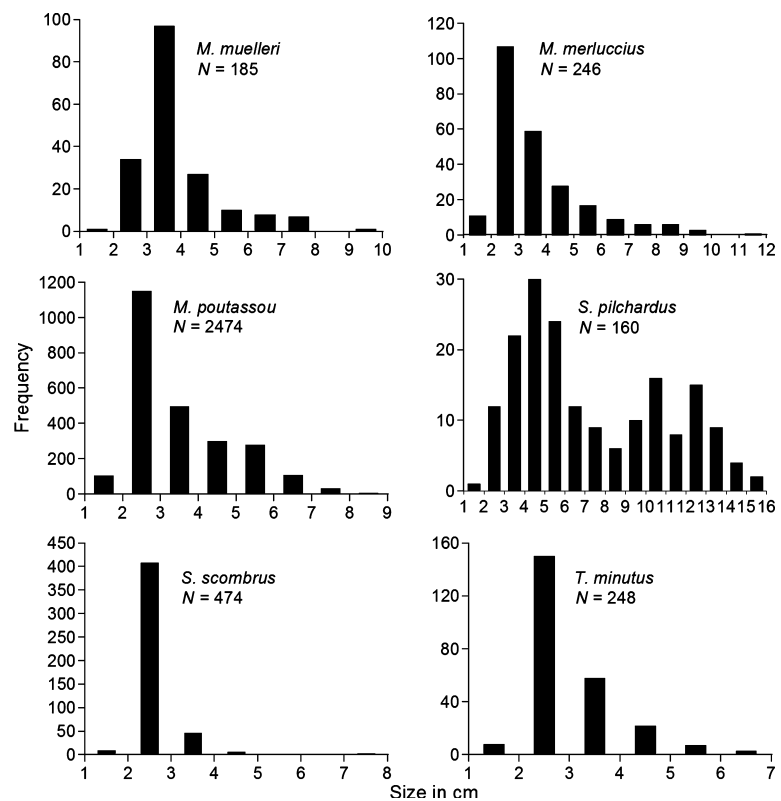 100
80
60
40
20
0
M. muelleri
N = 185
1 2 3 4 5 6 7 8 9 10
120
100
80
60
40
20
0
M. merluccius
N = 246
1 2 3 4 5 6 7 8 9 10 11 12
1200
1000
800
600
400
200
0
M. poutassou
N = 2474
1 2 3 4 5 6 7 8 9
Frequency
30
20
10
0
S. pilchardus
N = 160
1 2 3 4 5 6 7 8 9 10 11 12 13 14 15 16
450
400
350
300
250
200
150
100
50
0
S. scombrus
N = 474
1 2 3 4 5 6 7 8
160
120
80
40
0
T. minutus
N = 248
1 2 3 4 5 6 7
Size in cm